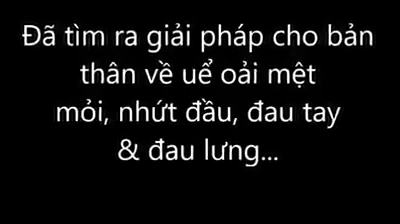 Đã tìm ra giải pháp cho bản
thân về uể oải mệt
mỏi, nhứt đầu, đau tay
& đau lưng...